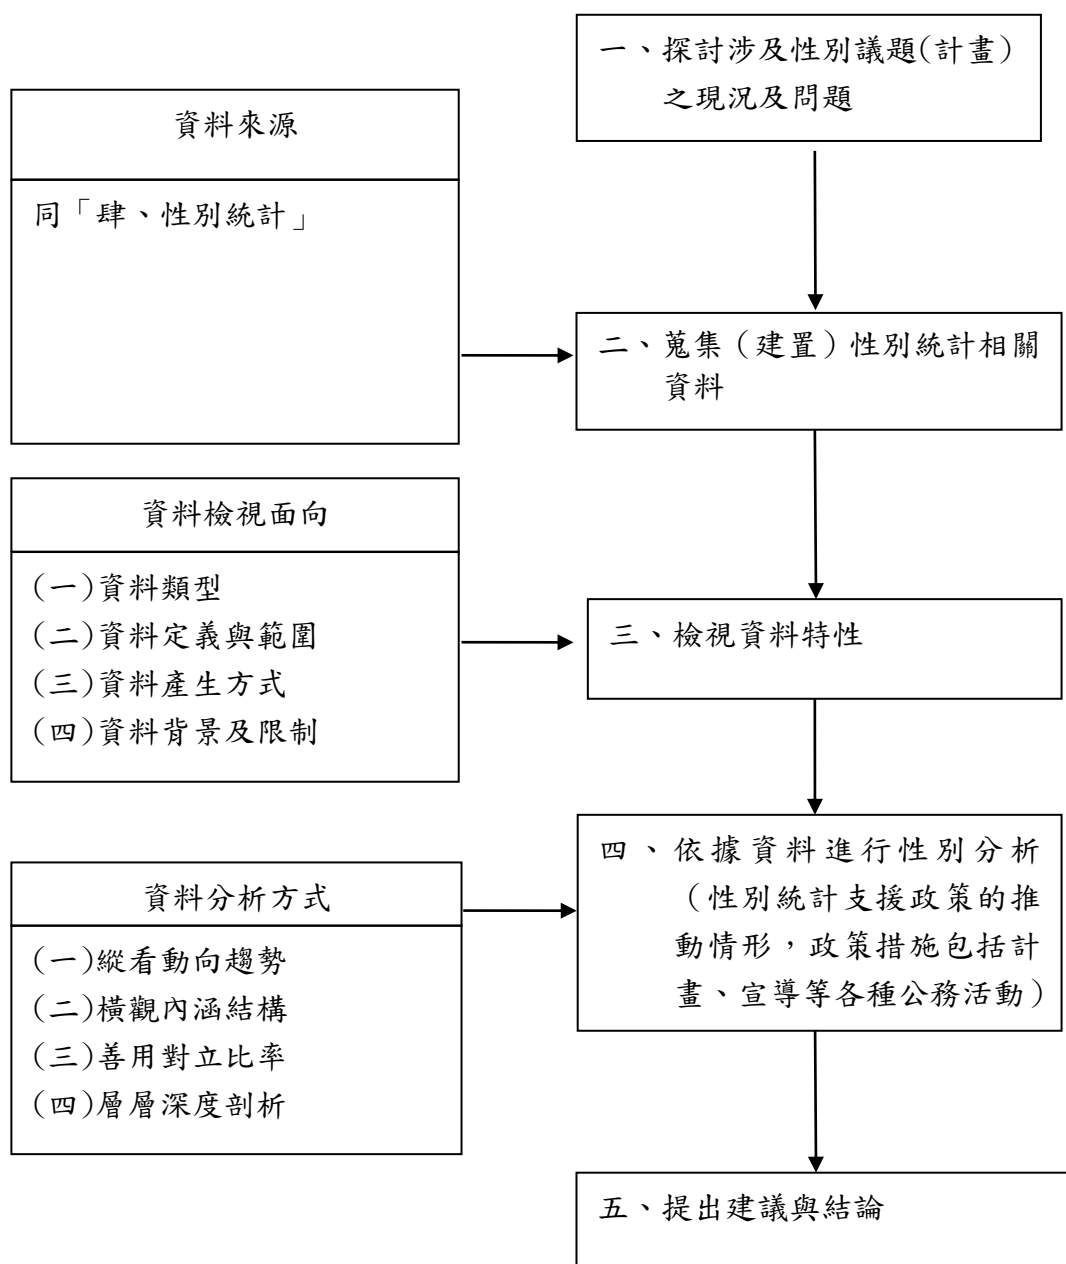 一、探討涉及性別議題(計畫)
之現況及問題
資料來源
同「肆、性別統計」
二、蒐集（建置）性別統計相關
資料
資料檢視面向
(一)資料類型
(二)資料定義與範圍
(三)資料產生方式
(四)資料背景及限制
三、檢視資料特性
資料分析方式
(一)縱看動向趨勢
(二)橫觀內涵結構
(三)善用對立比率
(四)層層深度剖析
四、依據資料進行性別分析
（性別統計支援政策的推
動情形，政策措施包括計
畫、宣導等各種公務活動）
五、提出建議與結論